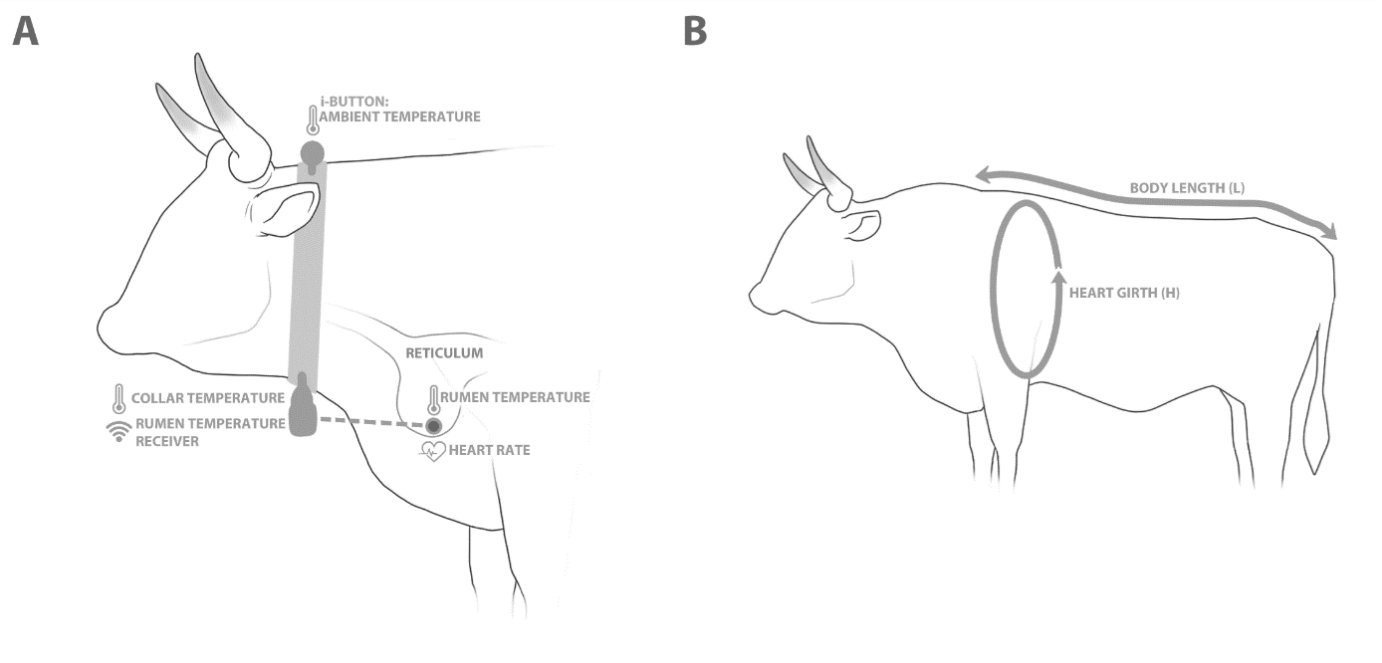 A
i-BUTTON:
AMBIENT TEMPERATURE
RETICULUM
COLLAR TEMPERATURE
RUMEN TEMPERATURE
RUMEN TEMPERATURE
RECEIVER
HEART RATE
B
BODY LENGTH (L)
HEART GIRTH (H)